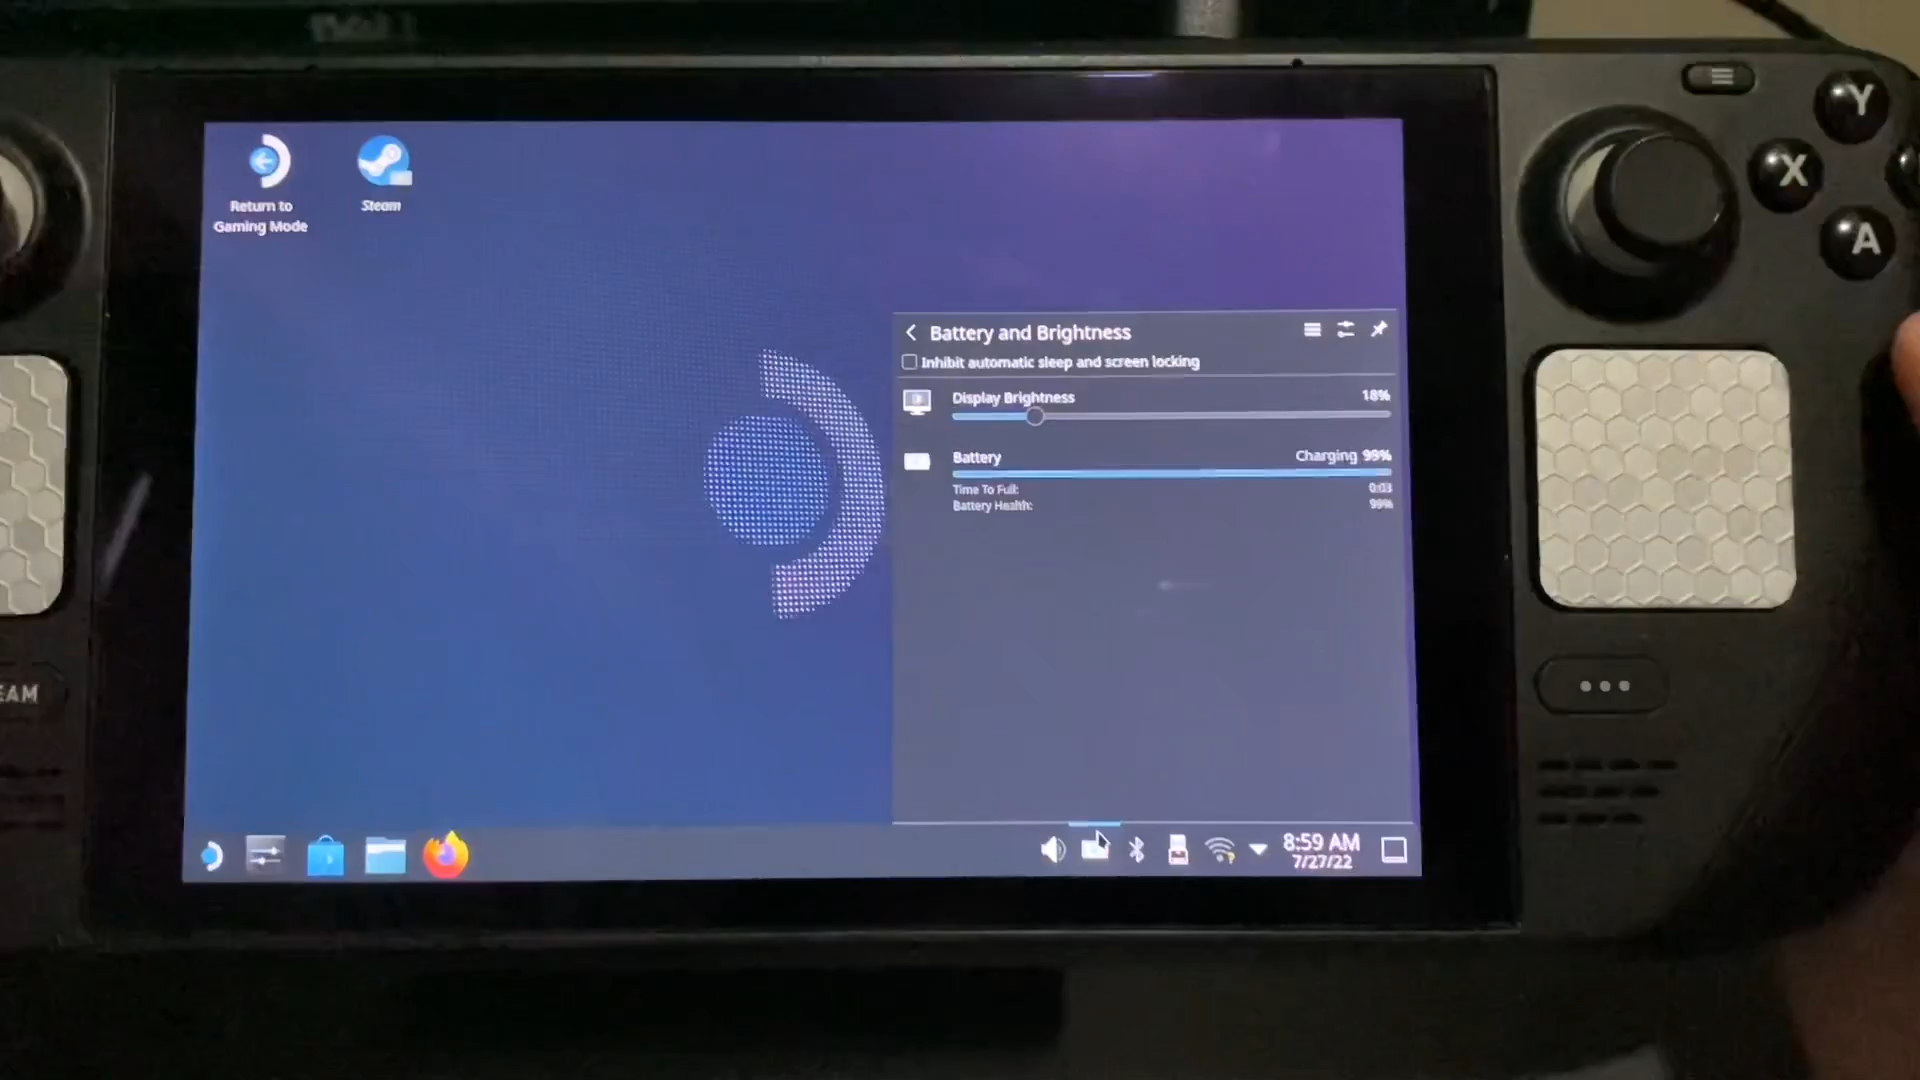 Y
X
A
Return to
Gaming Mode
Steam
Battery and Brightness
Inhibit automatic sleep and screen locking
Display Brightness 18%
Battery Charging 99%
Time To Full: 0:03
Battery Health: 99%
EAM
8:59 AM
7/27/22